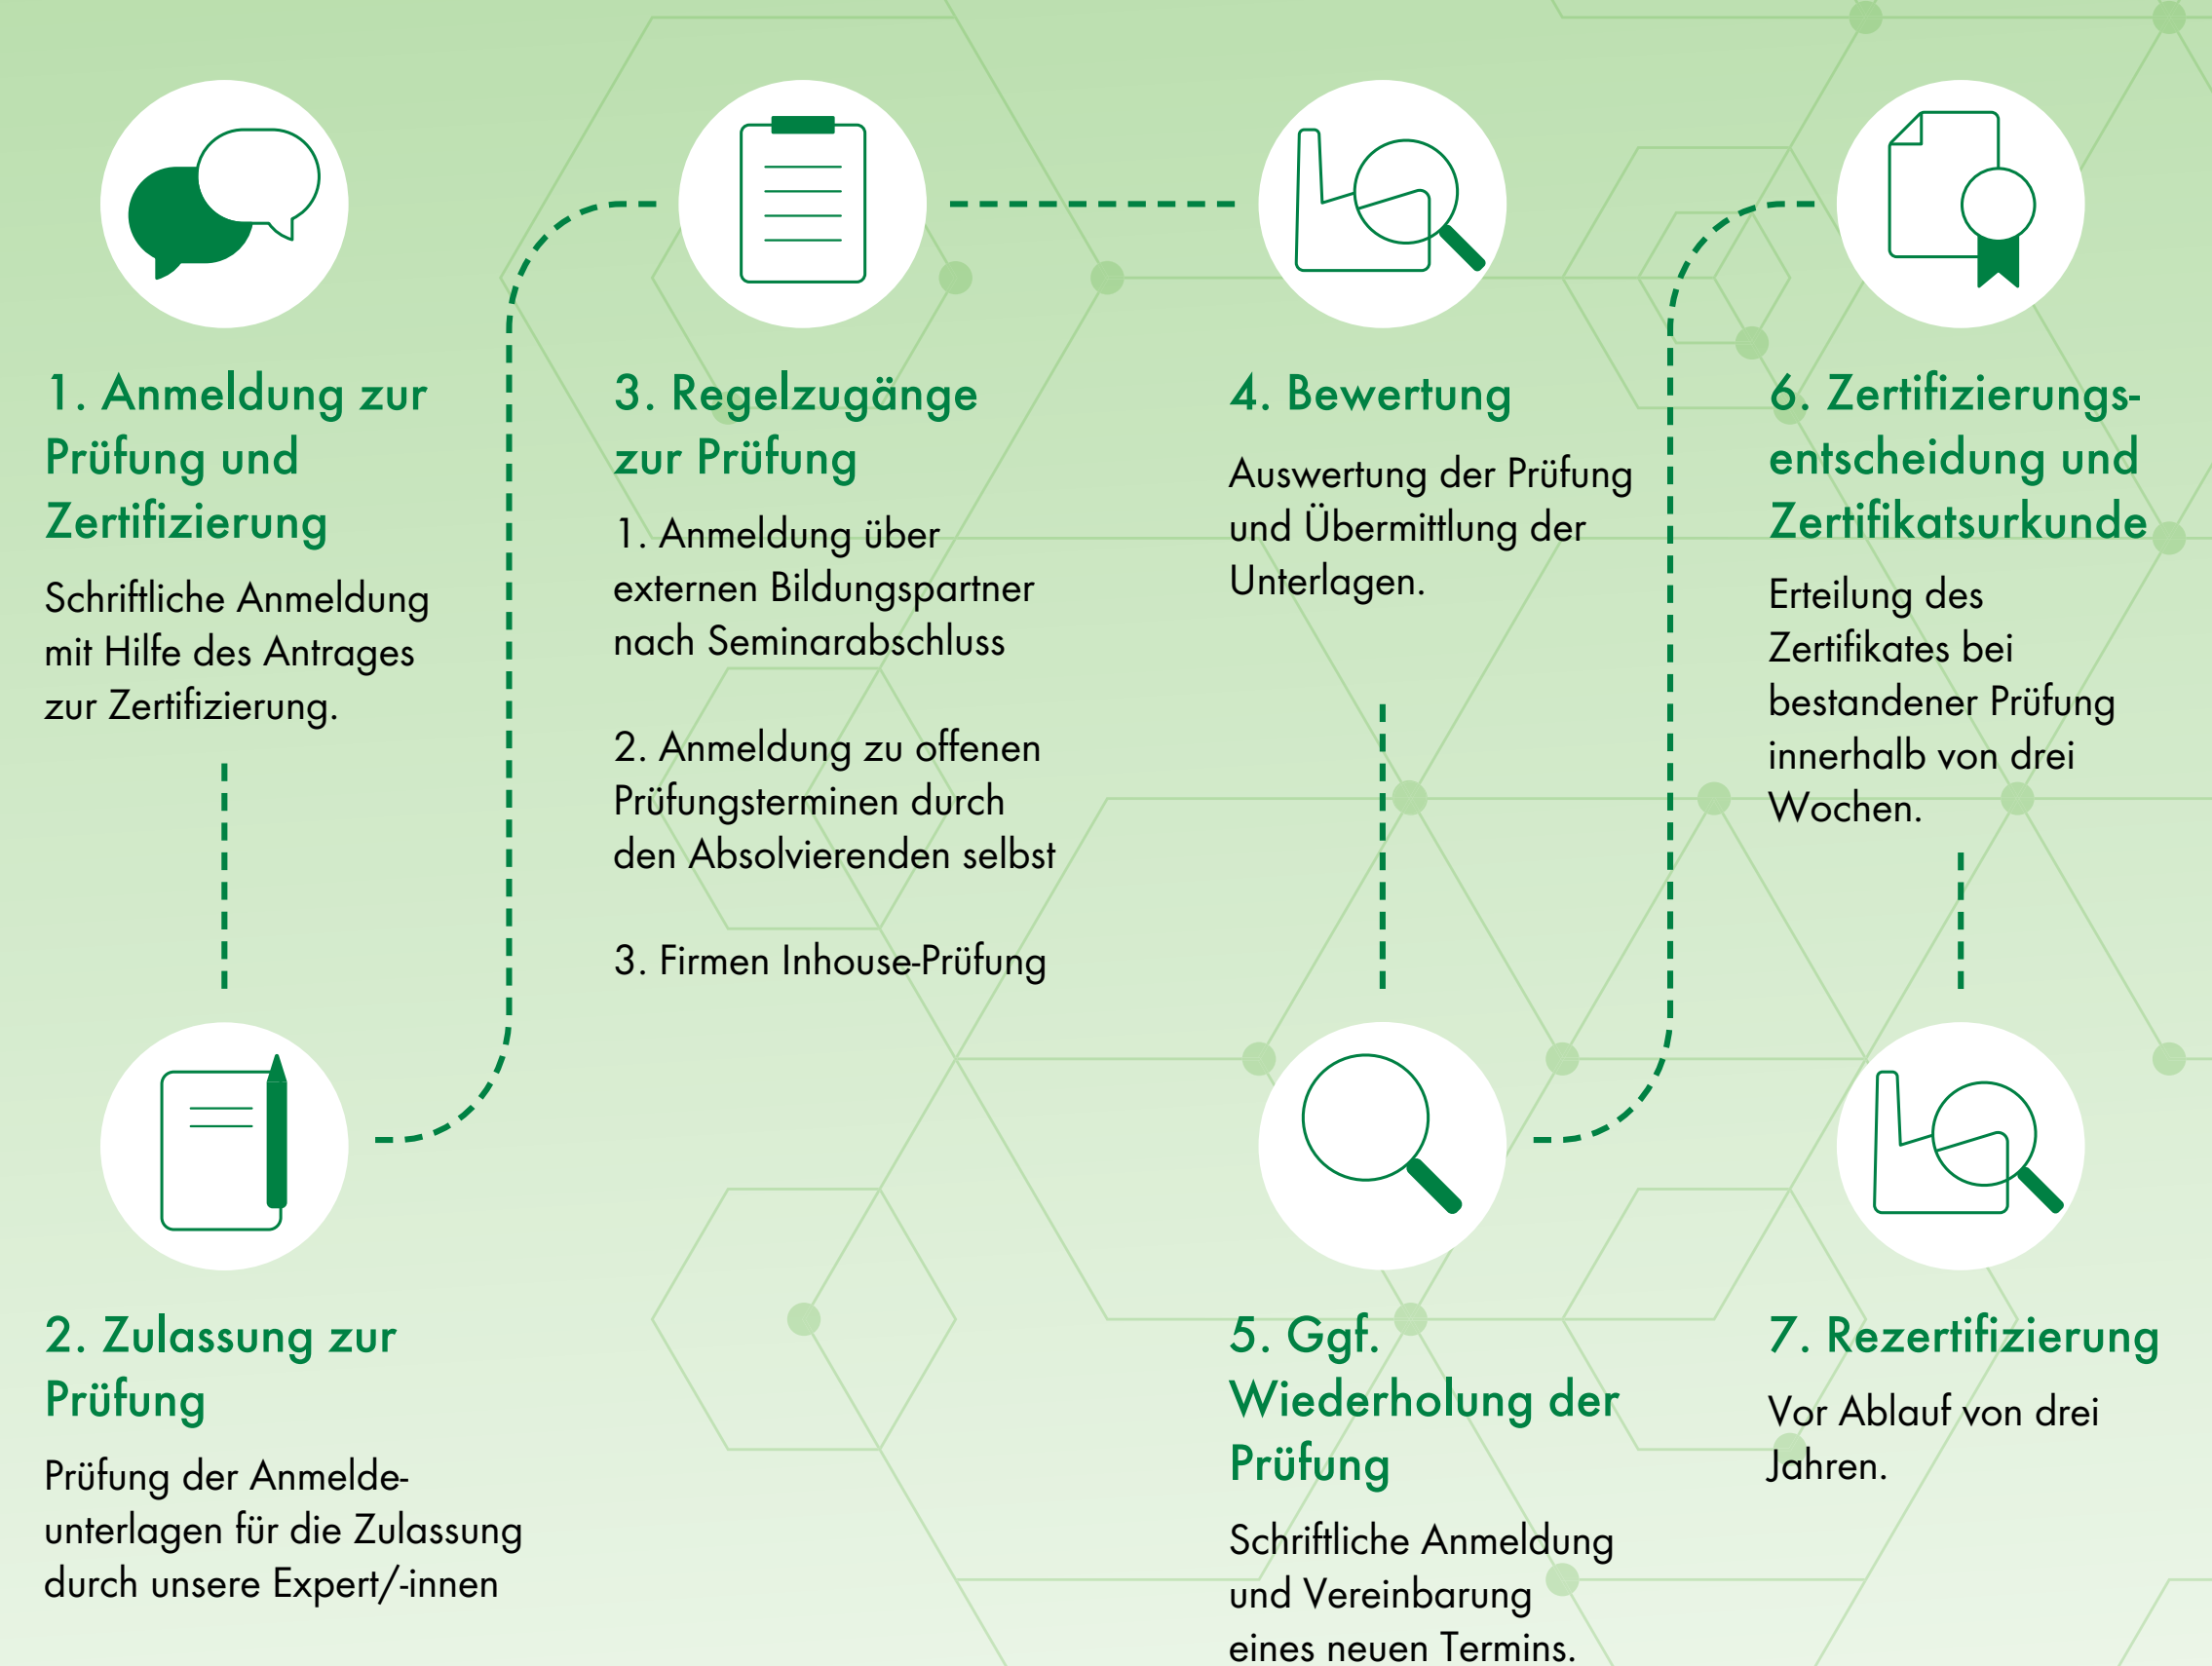 1. Anmeldung zur
Prüfung und
Zertifizierung
Schriftliche Anmeldung
mit Hilfe des Antrages
zur Zertifizierung.
2. Zulassung zur
Prüfung
Prüfung der Anmelde-
unterlagen für die Zulassung
durch unsere Expert/-innen
3. Regelzugänge
zur Prüfung
1. Anmeldung über
externen Bildungspartner
nach Seminarabschluss
2. Anmeldung zu offenen
Prüfungsterminen durch
den Absolvierenden selbst
3. Firmen Inhouse-Prüfung
4. Bewertung
Auswertung der Prüfung
und Übermittlung der
Unterlagen.
5. Ggf.
Wiederholung der
Prüfung
Schriftliche Anmeldung
und Vereinbarung
eines neuen Termins.
6. Zertifizierungs-
entscheidung und
Zertifikatsurkunde
Erteilung des
Zertifikates bei
bestandener Prüfung
innerhalb von drei
Wochen.
7. Rezertifizierung
Vor Ablauf von drei
Jahren.